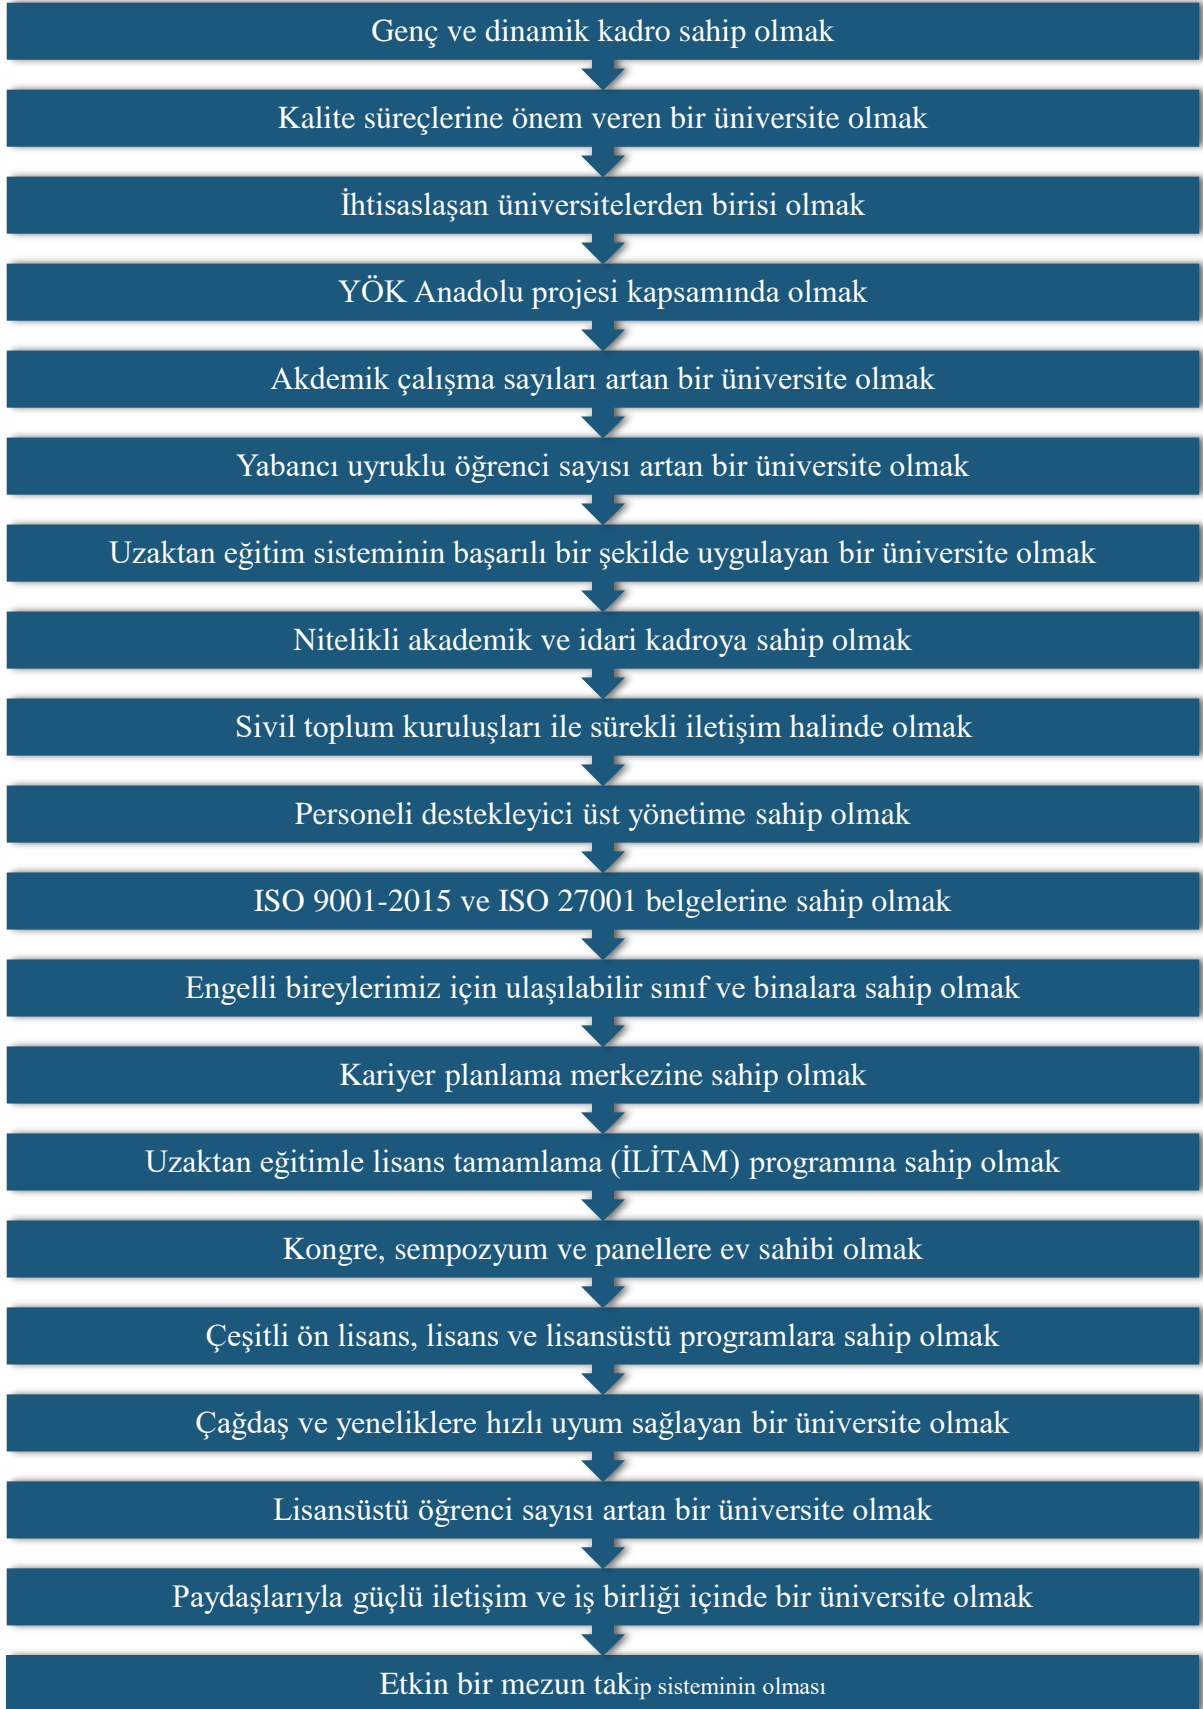 Genç ve dinamik kadro sahip olmak
Kalite süreçlerine önem veren bir üniversite olmak
İhtisaslaşan üniversitelerden birisi olmak
YÖK Anadolu projesi kapsamında olmak
Akdemik çalışma sayıları artan bir üniversite olmak
Yabancı uyruklu öğrenci sayısı artan bir üniversite olmak
Uzaktan eğitim sisteminin başarılı bir şekilde uygulayan bir üniversite olmak
Nitelikli akademik ve idari kadroya sahip olmak
Sivil toplum kuruluşları ile sürekli iletişim halinde olmak
Personeli destekleyici üst yönetime sahip olmak
ISO 9001-2015 ve ISO 27001 belgelerine sahip olmak
Engelli bireylerimiz için ulaşılabilir sınıf ve binalara sahip olmak
Kariyer planlama merkezine sahip olmak
Uzaktan eğitimle lisans tamamlama (İLİTAM) programına sahip olmak
Kongre, sempozyum ve panellere ev sahibi olmak
Çeşitli ön lisans, lisans ve lisansüstü programlara sahip olmak
Çağdaş ve yeneliklere hızlı uyum sağlayan bir üniversite olmak
Lisansüstü öğrenci sayısı artan bir üniversite olmak
Paydaşlarıyla güçlü iletişim ve iş birliği içinde bir üniversite olmak
Etkin bir mezun takip sisteminin olması